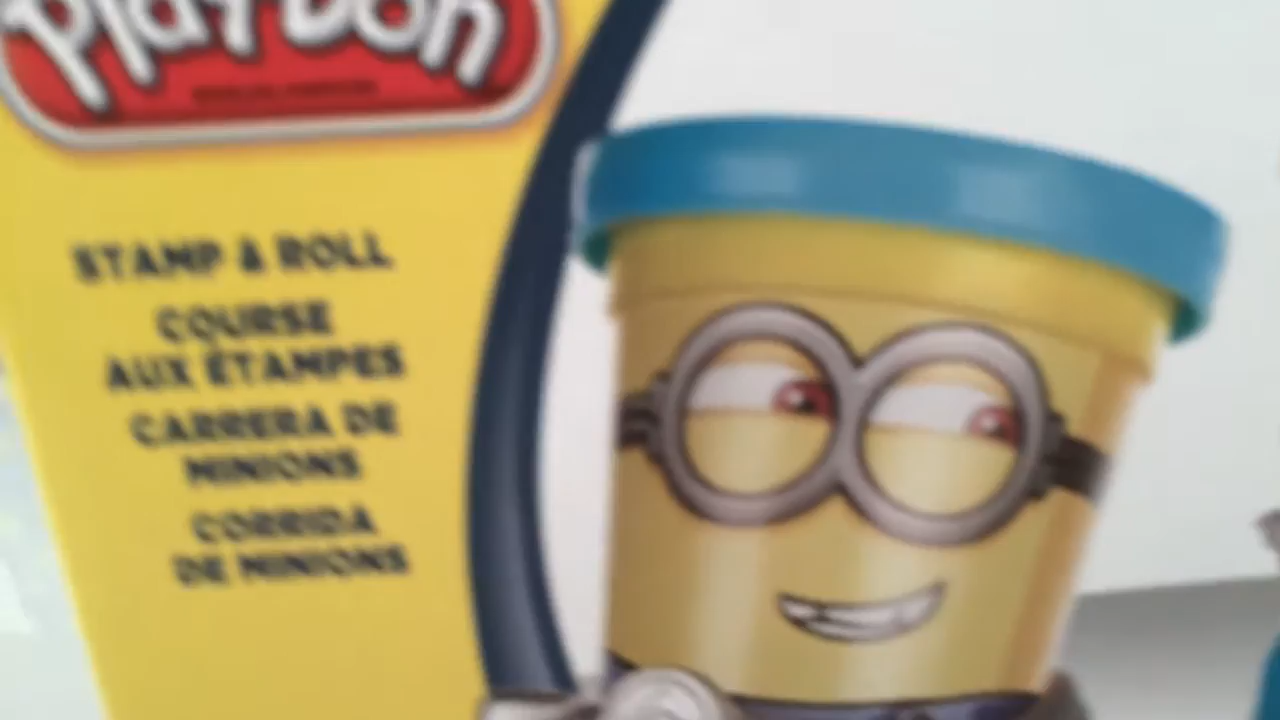 PLAY-DOH
STAMP & ROLL
COURSE
AUX ÉTAMPES
CARRERA DE
MINIONS
CORRIDA
DE MINIONS